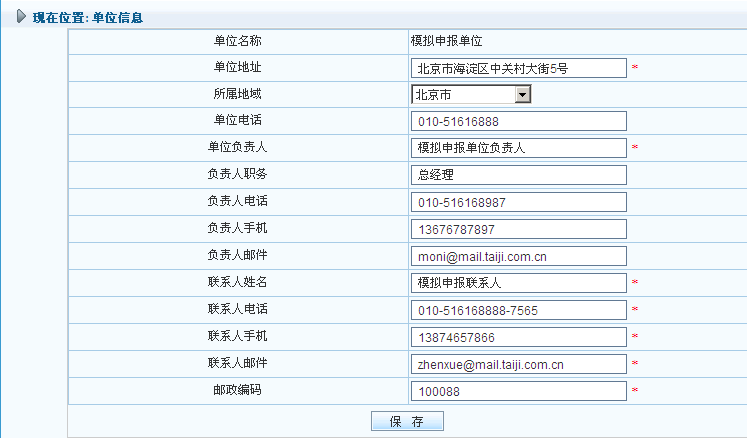 现在位置: 单位信息
单位名称 模拟申报单位
单位地址 北京市海淀区中关村大街5号 *
所属地域 北京市
单位电话 010-51616888
单位负责人 模拟申报单位负责人 *
负责人职务 总经理
负责人电话 010-516168987
负责人手机 13676787897
负责人邮件 moni@mail.taiji.com.cn
联系人姓名 模拟申报联系人 *
联系人电话 010-516168888-7565 *
联系人手机 13874657866 *
联系人邮件 zhenxue@mail.taiji.com.cn *
邮政编码 100088 *
保 存